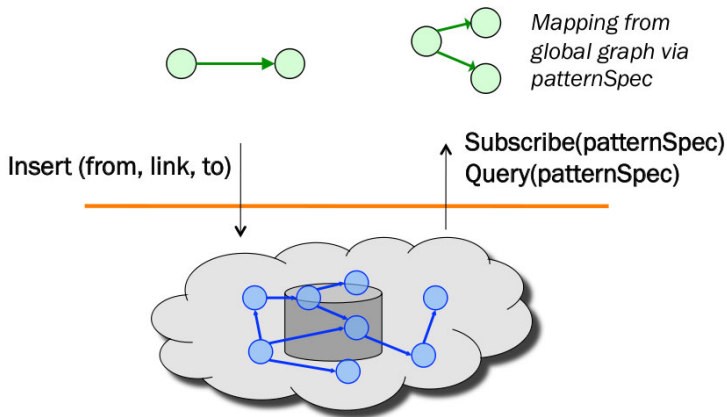 Mapping from
global graph via
patternSpec
Insert (from, link, to)
Subscribe(patternSpec)
Query(patternSpec)